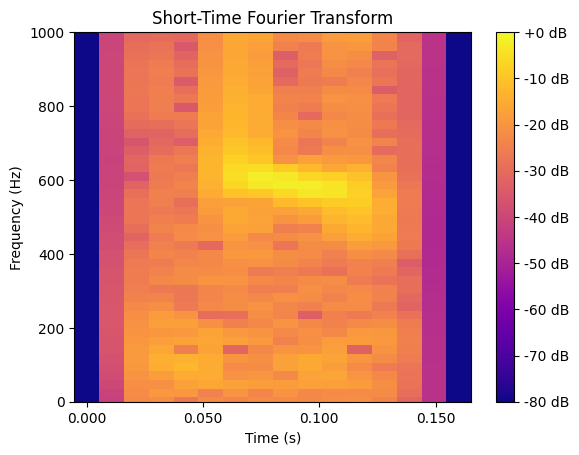 Short-Time Fourier Transform
1000
800
600
400
200
0
Frequency (Hz)
0.000
0.050
0.100
0.150
Time (s)
+0 dB
-10 dB
-20 dB
-30 dB
-40 dB
-50 dB
-60 dB
-70 dB
-80 dB